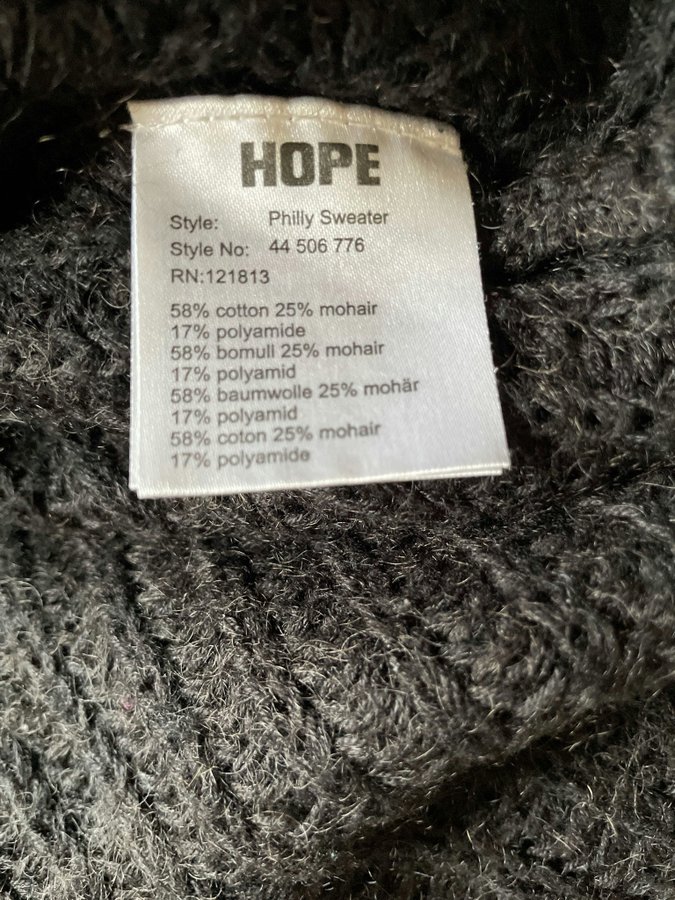 HOPE
Style: Philly Sweater
Style No: 44 506 776
RN:121813
58% cotton 25% mohair
17% polyamide
58% bomull 25% mohair
17% polyamid
58% baumwolle 25% mohär
17% polyamid
58% coton 25% mohair
17% polyamide